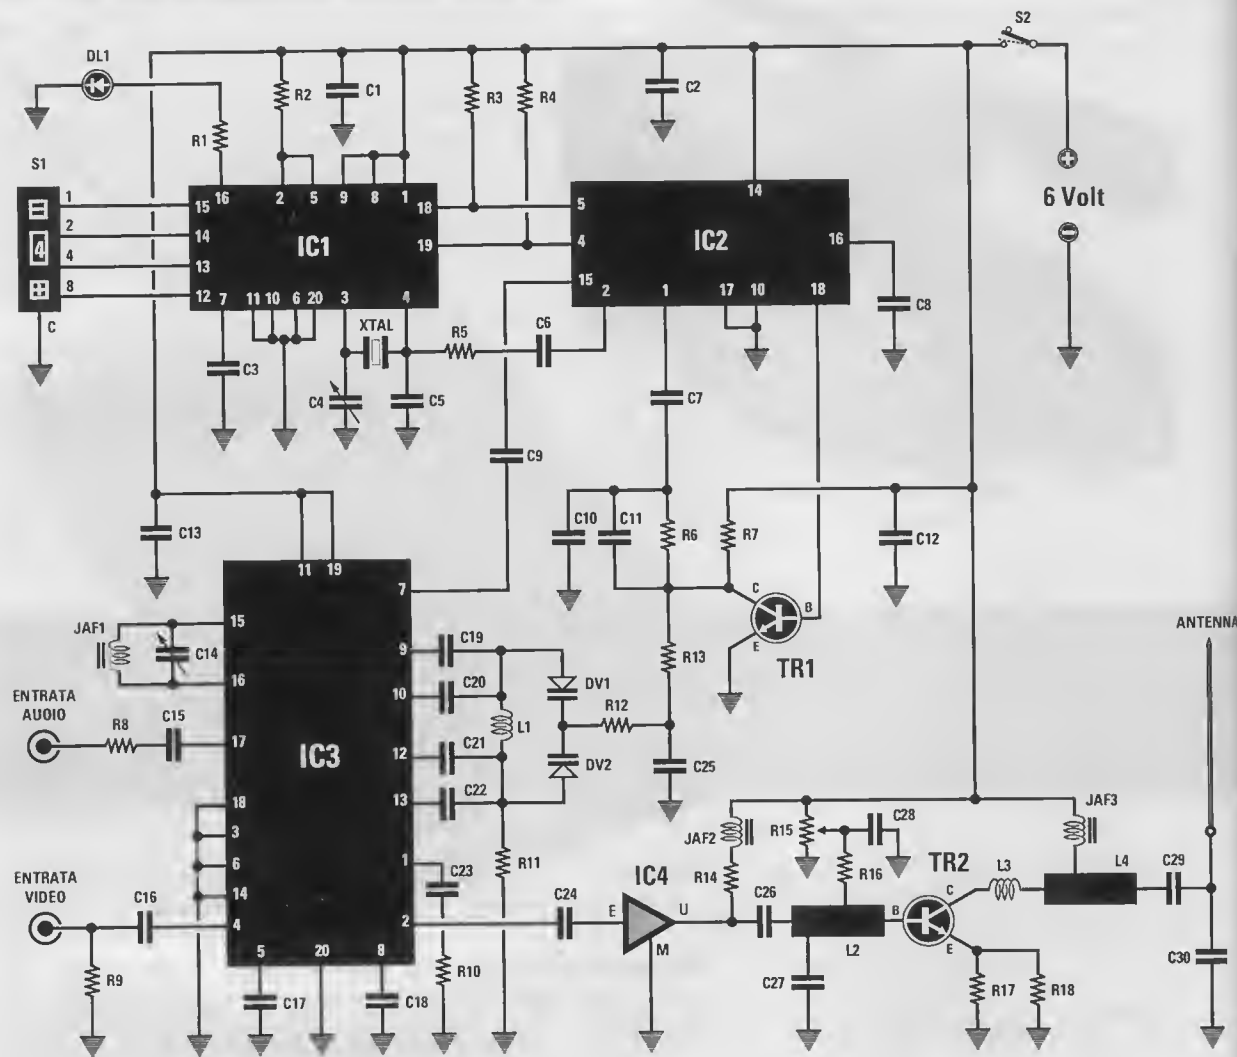 S2
DL1
R2
C1
R3
R4
C2
R1
S1
6 Volt
1
2
4
8
C
4
16
2
5
9
8
1
15
14
13
12
18
19
IC1
7
11
10
6
20
3
4
14
5
4
15
16
IC2
2
1
17
10
18
XTAL
R5
C6
C8
C3
C4
C5
C7
C9
C10
C11
R6
R7
C12
C13
11
19
7
C
B
E
TR1
ANTENNA
JAF1
C14
15
16
17
18
3
6
14
4
9
10
12
13
1
2
IC3
5
20
8
C19
C20
C21
C22
L1
DV1
DV2
R12
R13
C25
ENTRATA
AUDIO
R8
C15
ENTRATA
VIDEO
C16
R9
C17
C18
C23
R10
R11
C24
IC4
E
U
M
JAF2
R14
R15
C28
R16
C26
C27
L2
TR2
B
C
E
L3
JAF3
L4
C29
C30
R17
R18